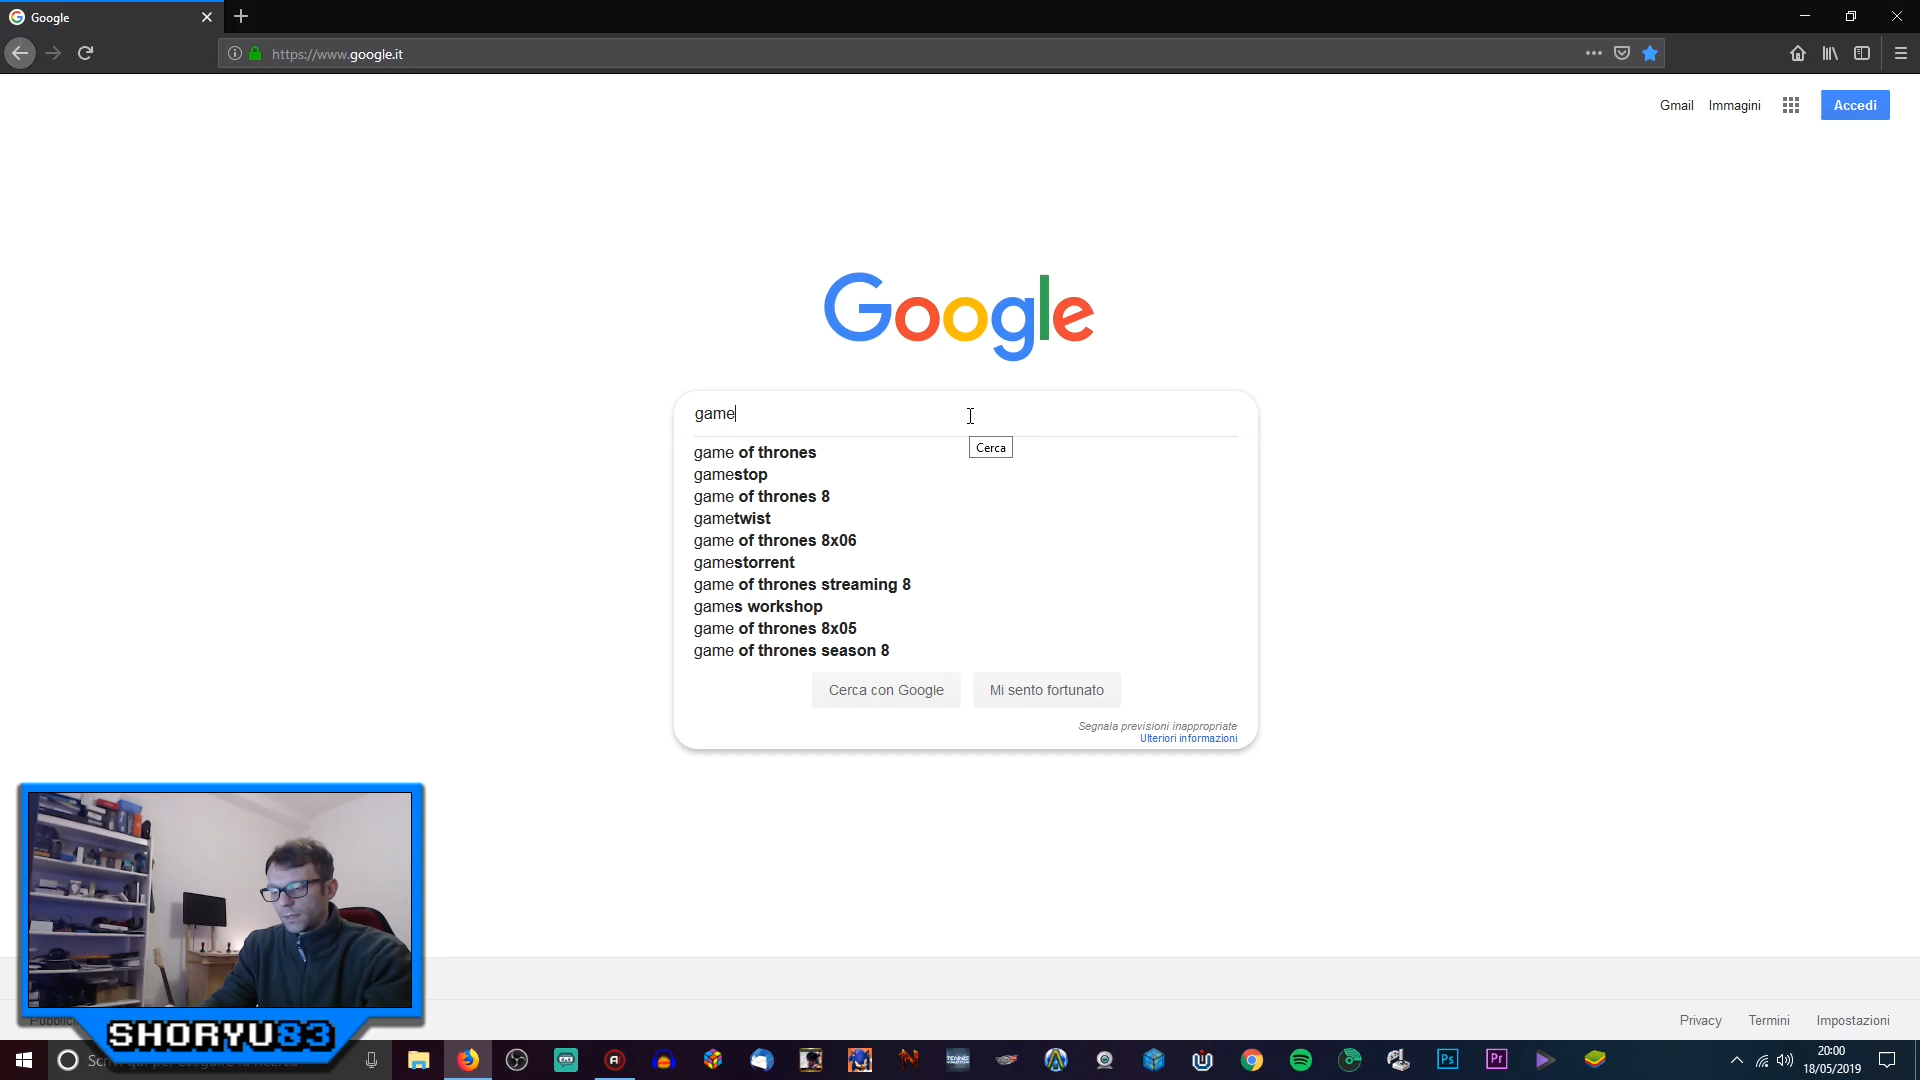 Google
https://www.google.it
Gmail Immagini Accedi
Google
game
Cerca
game of thrones
gamestop
game of thrones 8
gametwist
game of thrones 8x06
gamestorrent
game of thrones streaming 8
games workshop
game of thrones 8x05
game of thrones season 8
Cerca con Google Mi sento fortunato
Segnala previsioni inappropriate
Ulteriori informazioni
SHORYU83
Privacy Termini Impostazioni
Ps Pr
20:00
18/05/2019